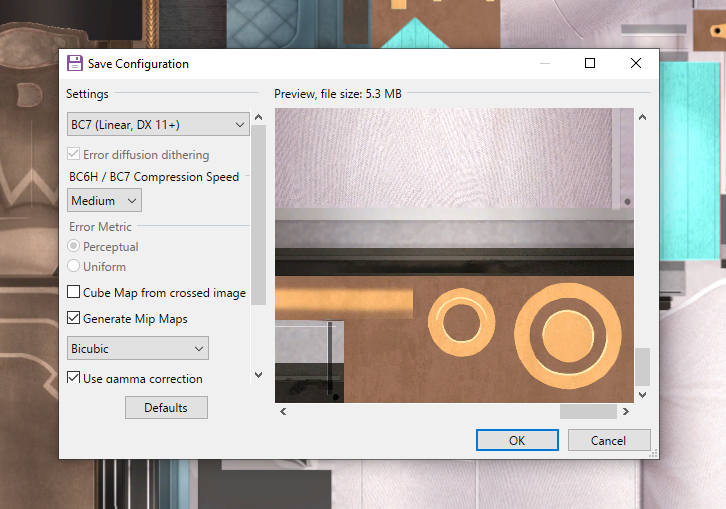 Save Configuration
Settings
Preview, file size: 5.3 MB
BC7 (Linear, DX 11+)
Error diffusion dithering
BC6H / BC7 Compression Speed
Medium
Error Metric
Perceptual
Uniform
Cube Map from crossed image
Generate Mip Maps
Bicubic
Use gamma correction
Defaults
OK
Cancel